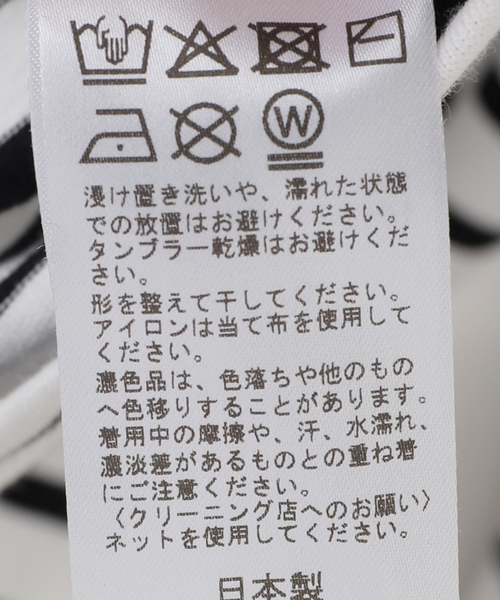 W
浸け置き洗いや、濡れた状態
での放置はお避けください。
タンブラー乾燥はお避けくだ
さい。
形を整えて干してください。
アイロンは当て布を使用して
ください。
濃色品は、色落ちや他のもの
へ色移りすることがあります。
着用中の摩擦や、汗、水濡れ、
濃淡差があるものとの重ね着
にご注意ください。
〈クリーニング店へのお願い〉
ネットを使用してください。
日本製